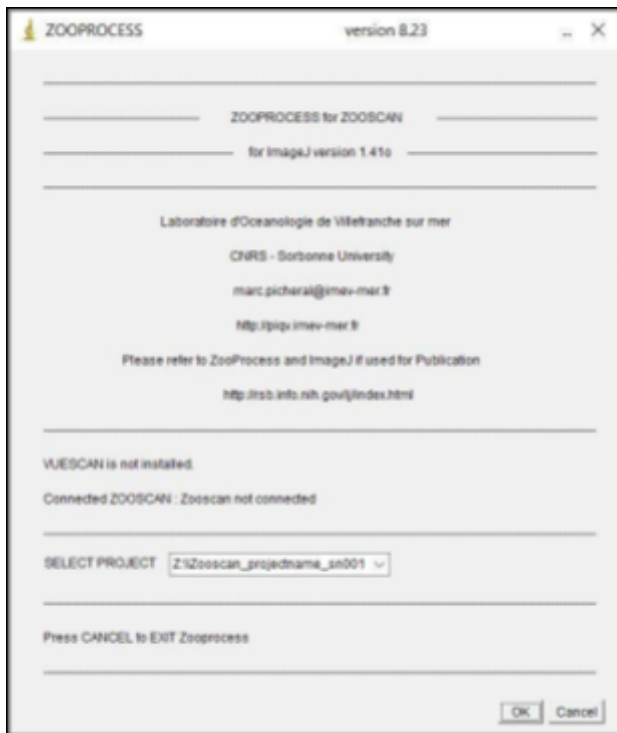 ZOOPROCESS version 8.23
ZOOPROCESS for ZOOSCAN
for ImageJ version 1.41o
Laboratoire d'Oceanologie de Villefranche sur mer
CNRS - Sorbonne University
marc.picheral@imev-mer.fr
http://piqv.imev-mer.fr
Please refer to ZooProcess and ImageJ if used for Publication
http://rsb.info.nih.gov/ij/index.html
VUESCAN is not installed.
Connected ZOOSCAN : Zooscan not connected
SELECT PROJECT Z:\Zooscan_projectname_sn001
Press CANCEL to EXIT Zooprocess
OK Cancel